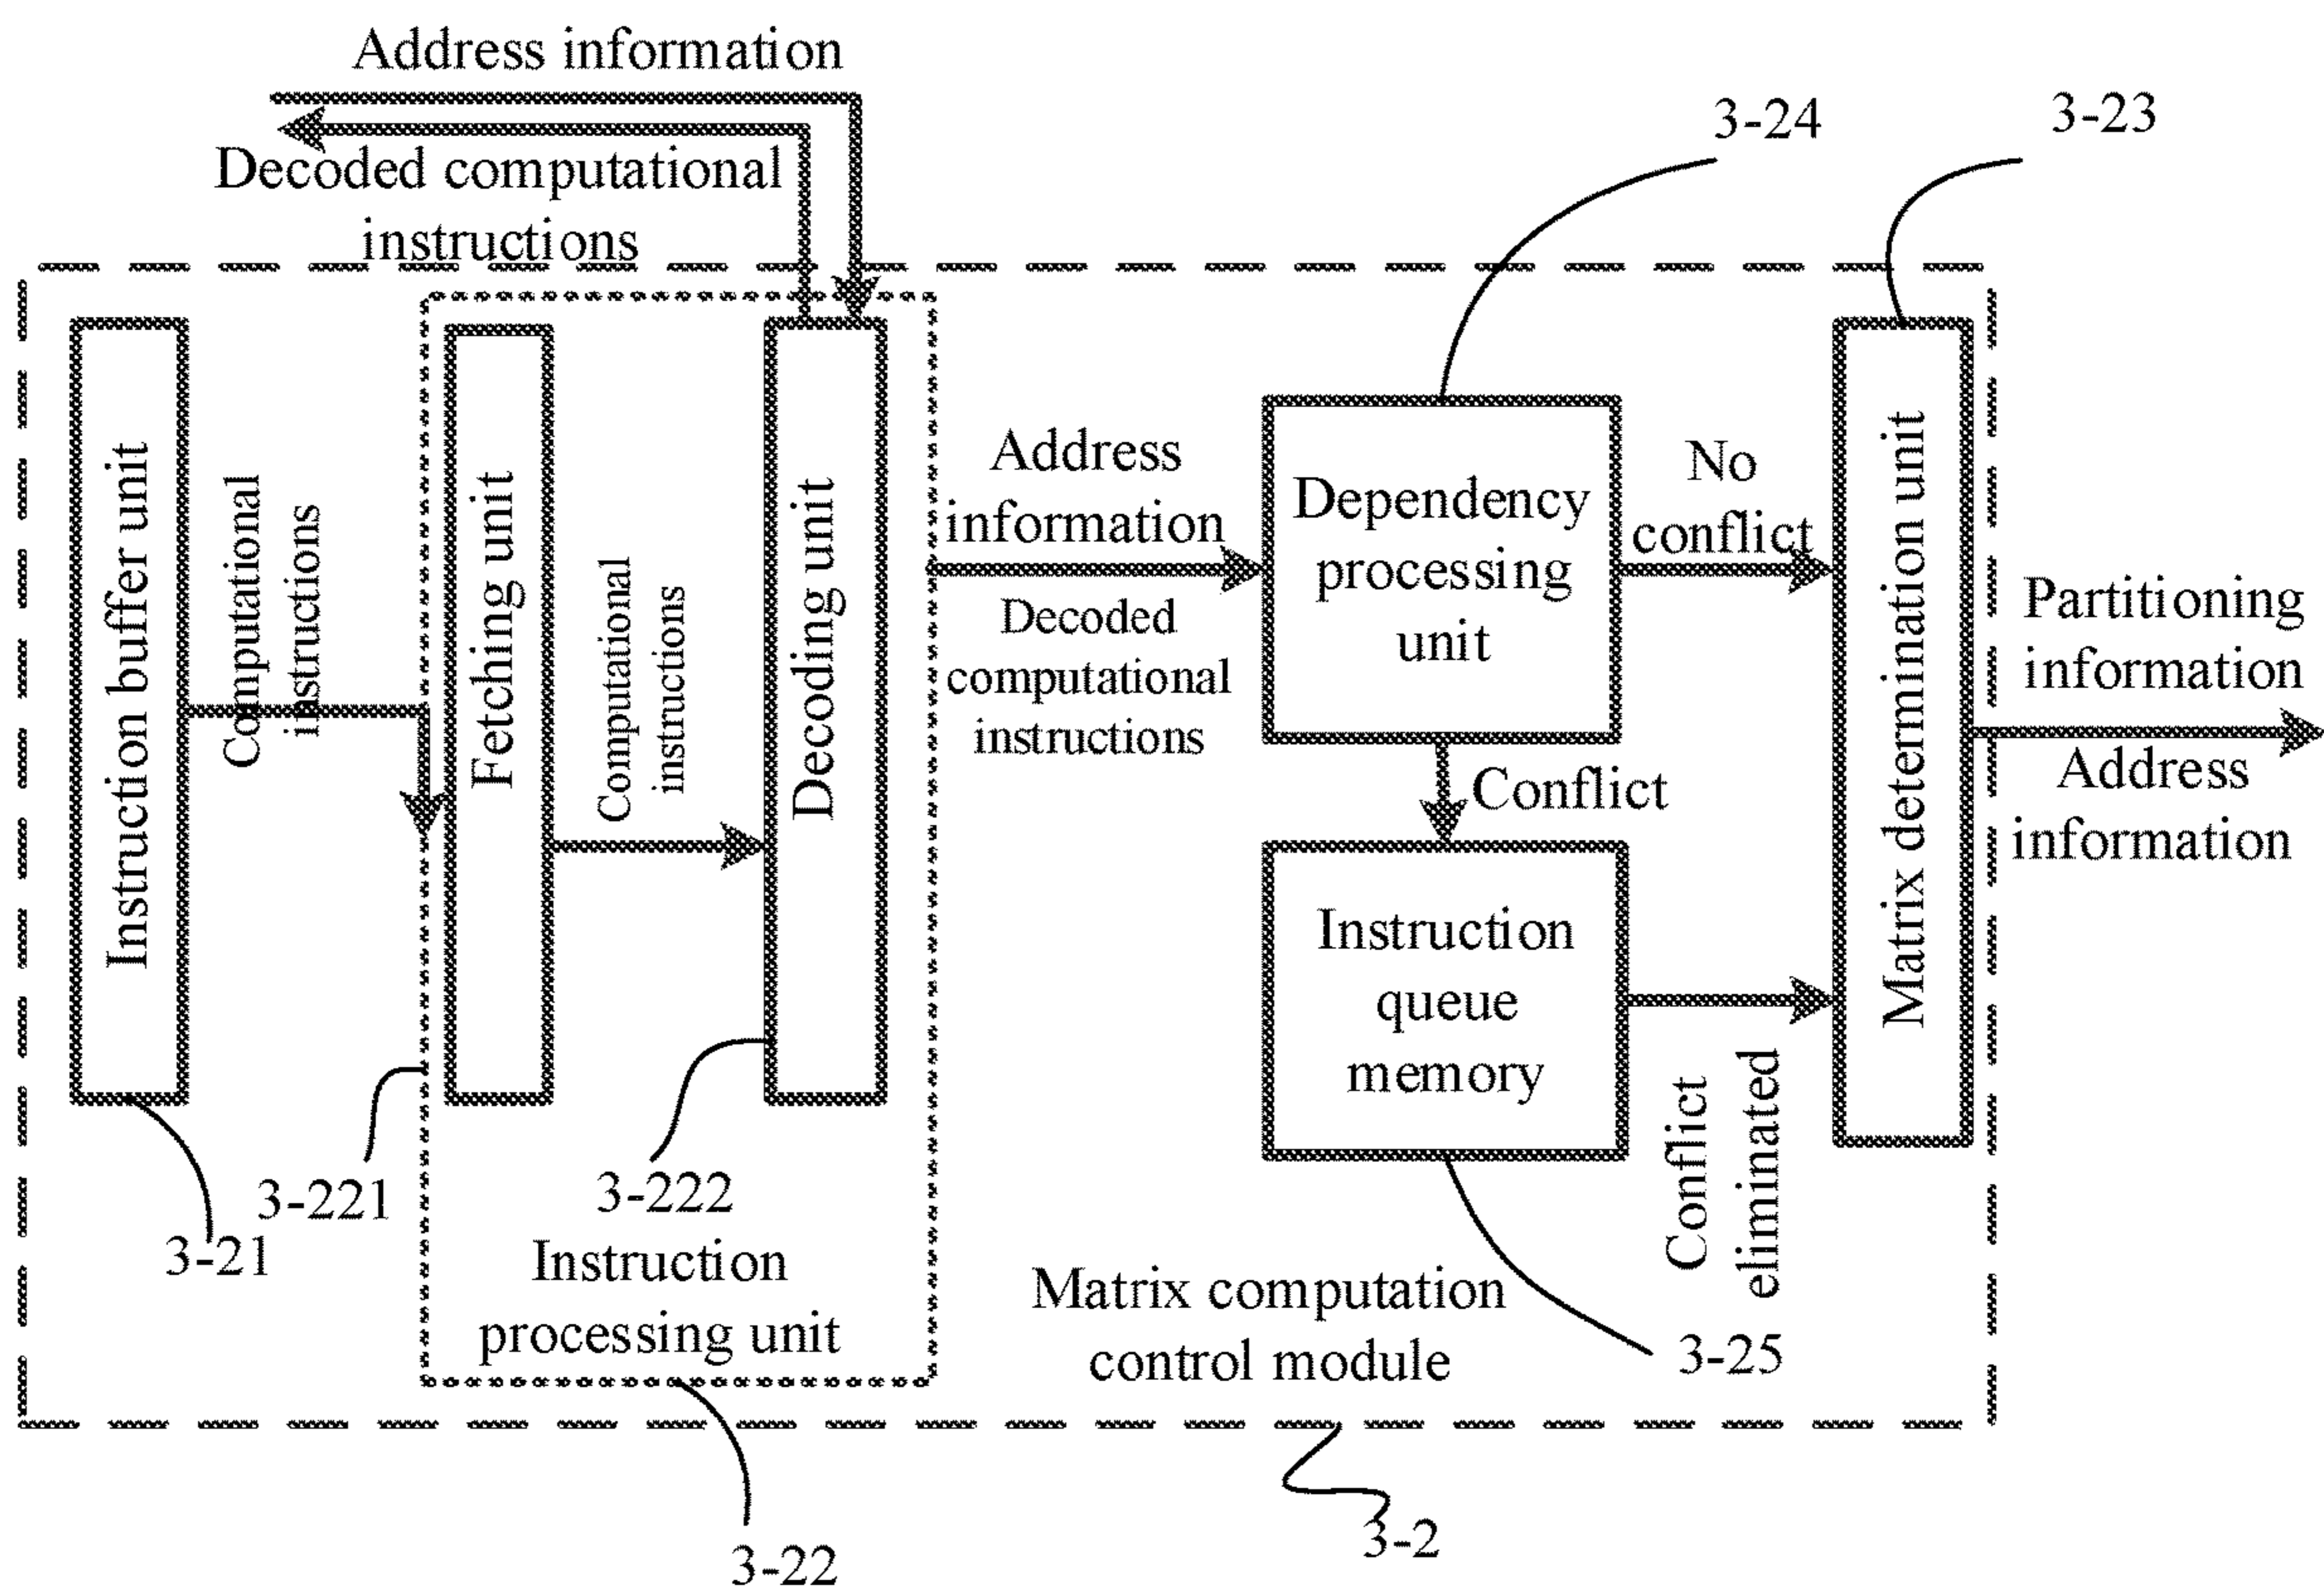 Address information
Decoded computational
instructions
3-24
3-23
Instruction buffer unit
Computational
instructions
Fetching unit
Computational
instructions
Decoding unit
Address
information
Decoded
computational
instructions
Dependency
processing
unit
No
conflict
Conflict
Instruction
queue
memory
Conflict
eliminated
Matrix determination unit
Partitioning
information
Address
information
3-221
3-21
3-222
Instruction
processing unit
Matrix computation
control module
3-25
3-22
3-2